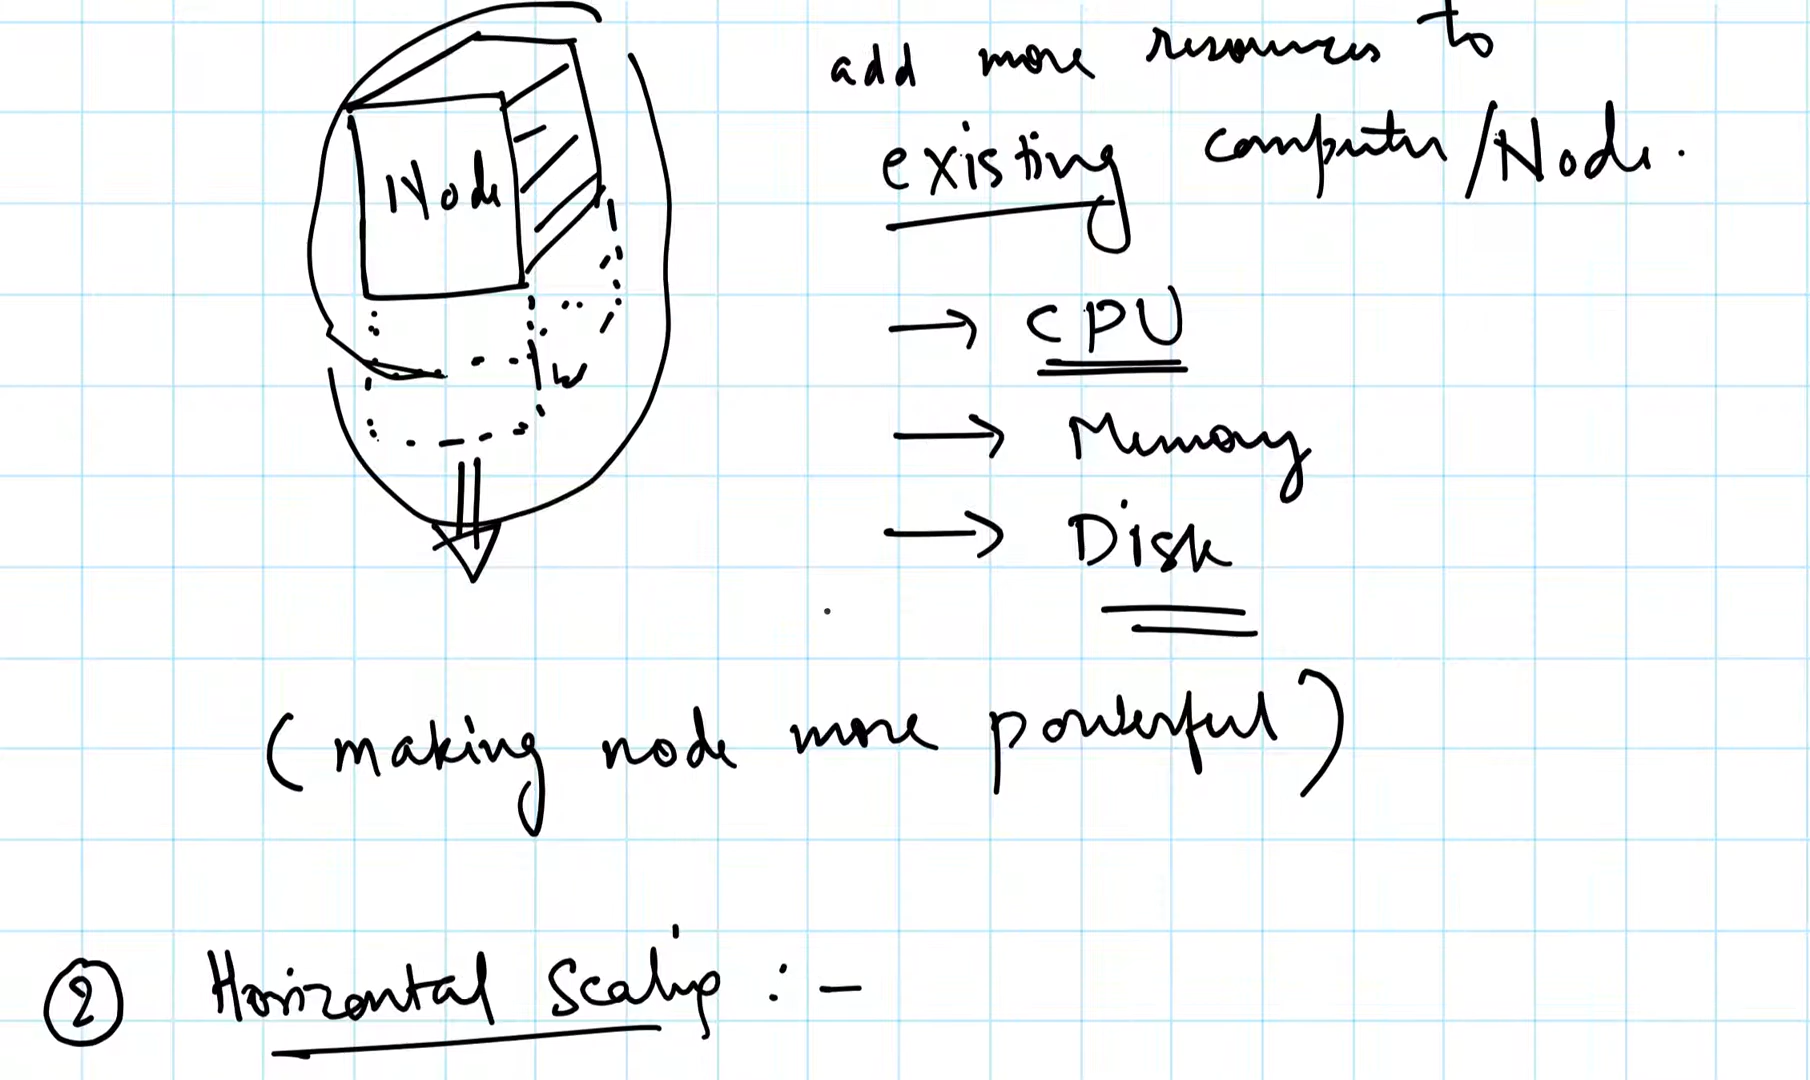 add more resources to
Node
existing computer/Node.
→ CPU
→ Memory
→ Disk
(making node more powerful)
② Horizontal Scaling :-